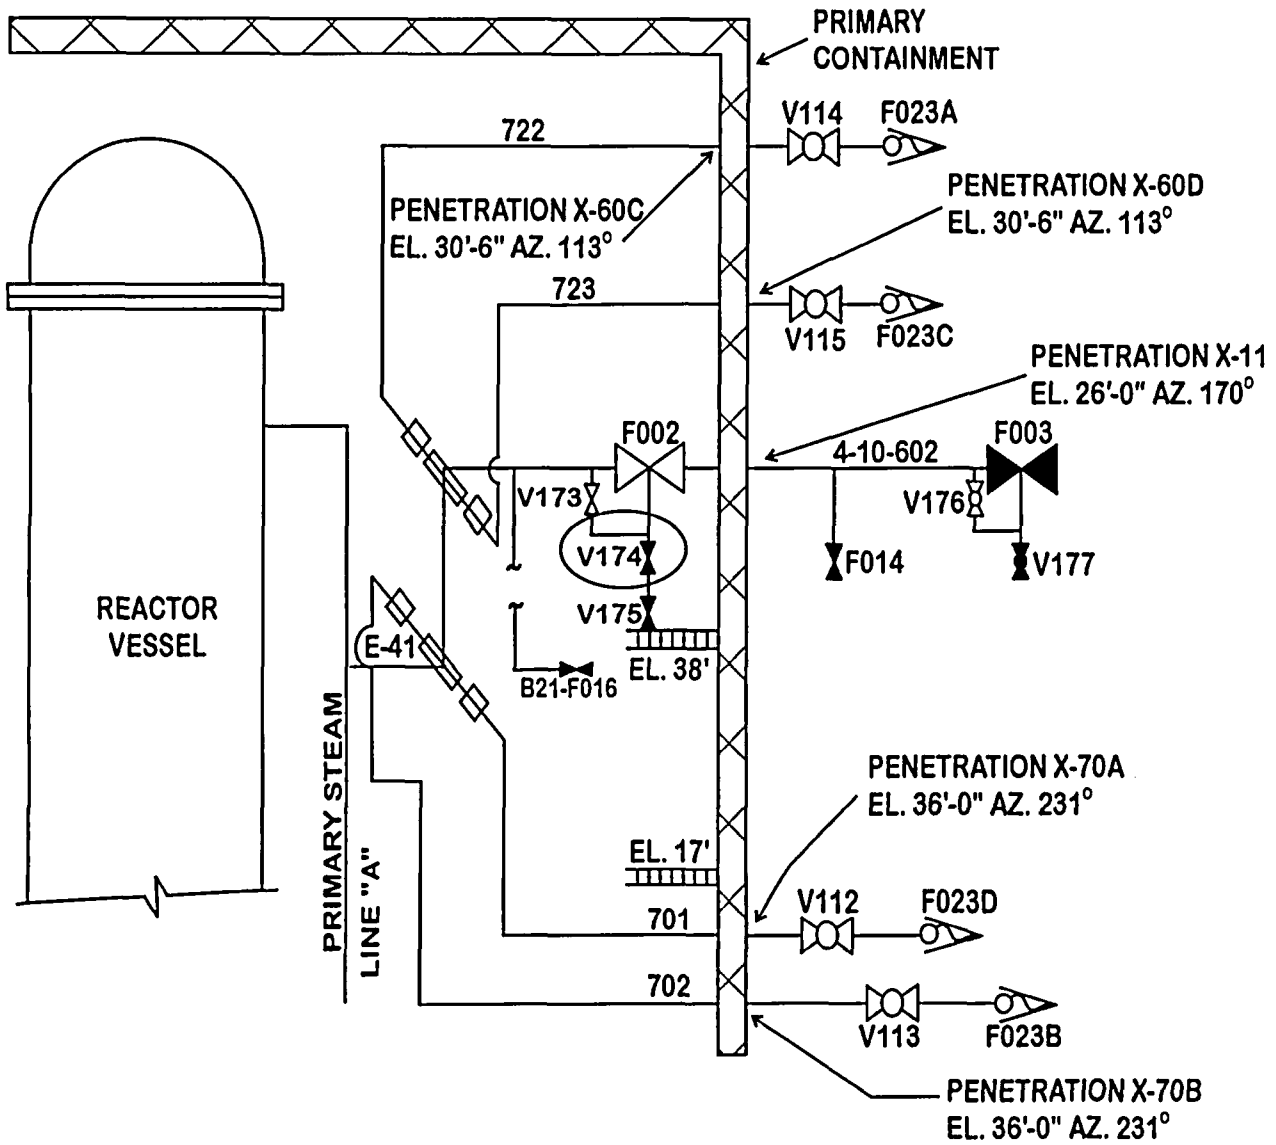 PRIMARY
CONTAINMENT
V114
F023A
722
PENETRATION X-60D
EL. 30'-6" AZ. 113°
PENETRATION X-60C
EL. 30'-6" AZ. 113°
723
V115
F023C
PENETRATION X-11
EL. 26'-0" AZ. 170°
F002
4-10-602
F003
V173
V176
V174
F014
V177
REACTOR
VESSEL
V175
E-41
EL. 38'
B21-F016
PRIMARY STEAM
LINE "A"
PENETRATION X-70A
EL. 36'-0" AZ. 231°
EL. 17'
V112
F023D
701
702
V113
F023B
PENETRATION X-70B
EL. 36'-0" AZ. 231°